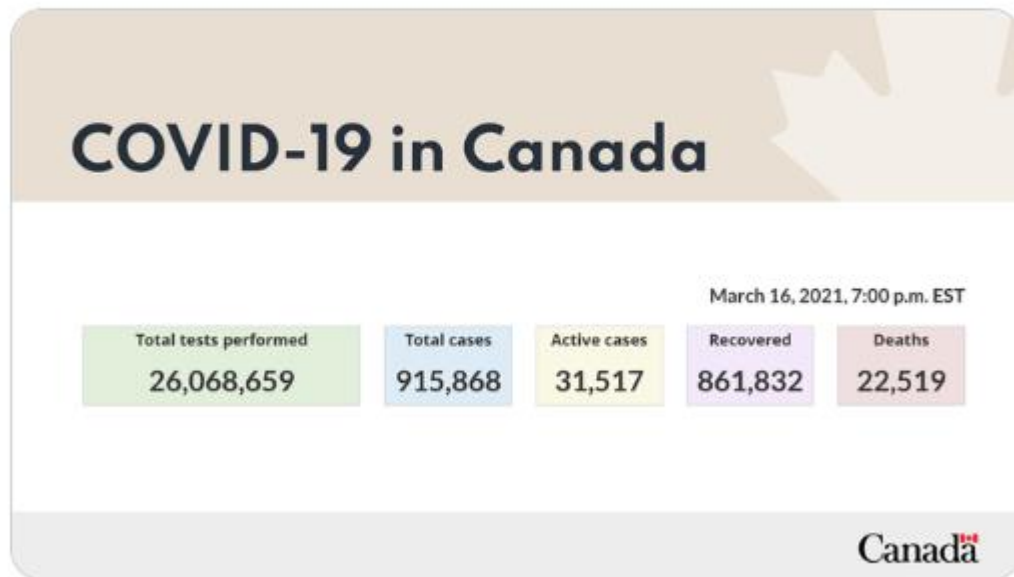 COVID-19 in Canada
March 16, 2021, 7:00 p.m. EST
Total tests performed
26,068,659
Total cases
915,868
Active cases
31,517
Recovered
861,832
Deaths
22,519
Canada